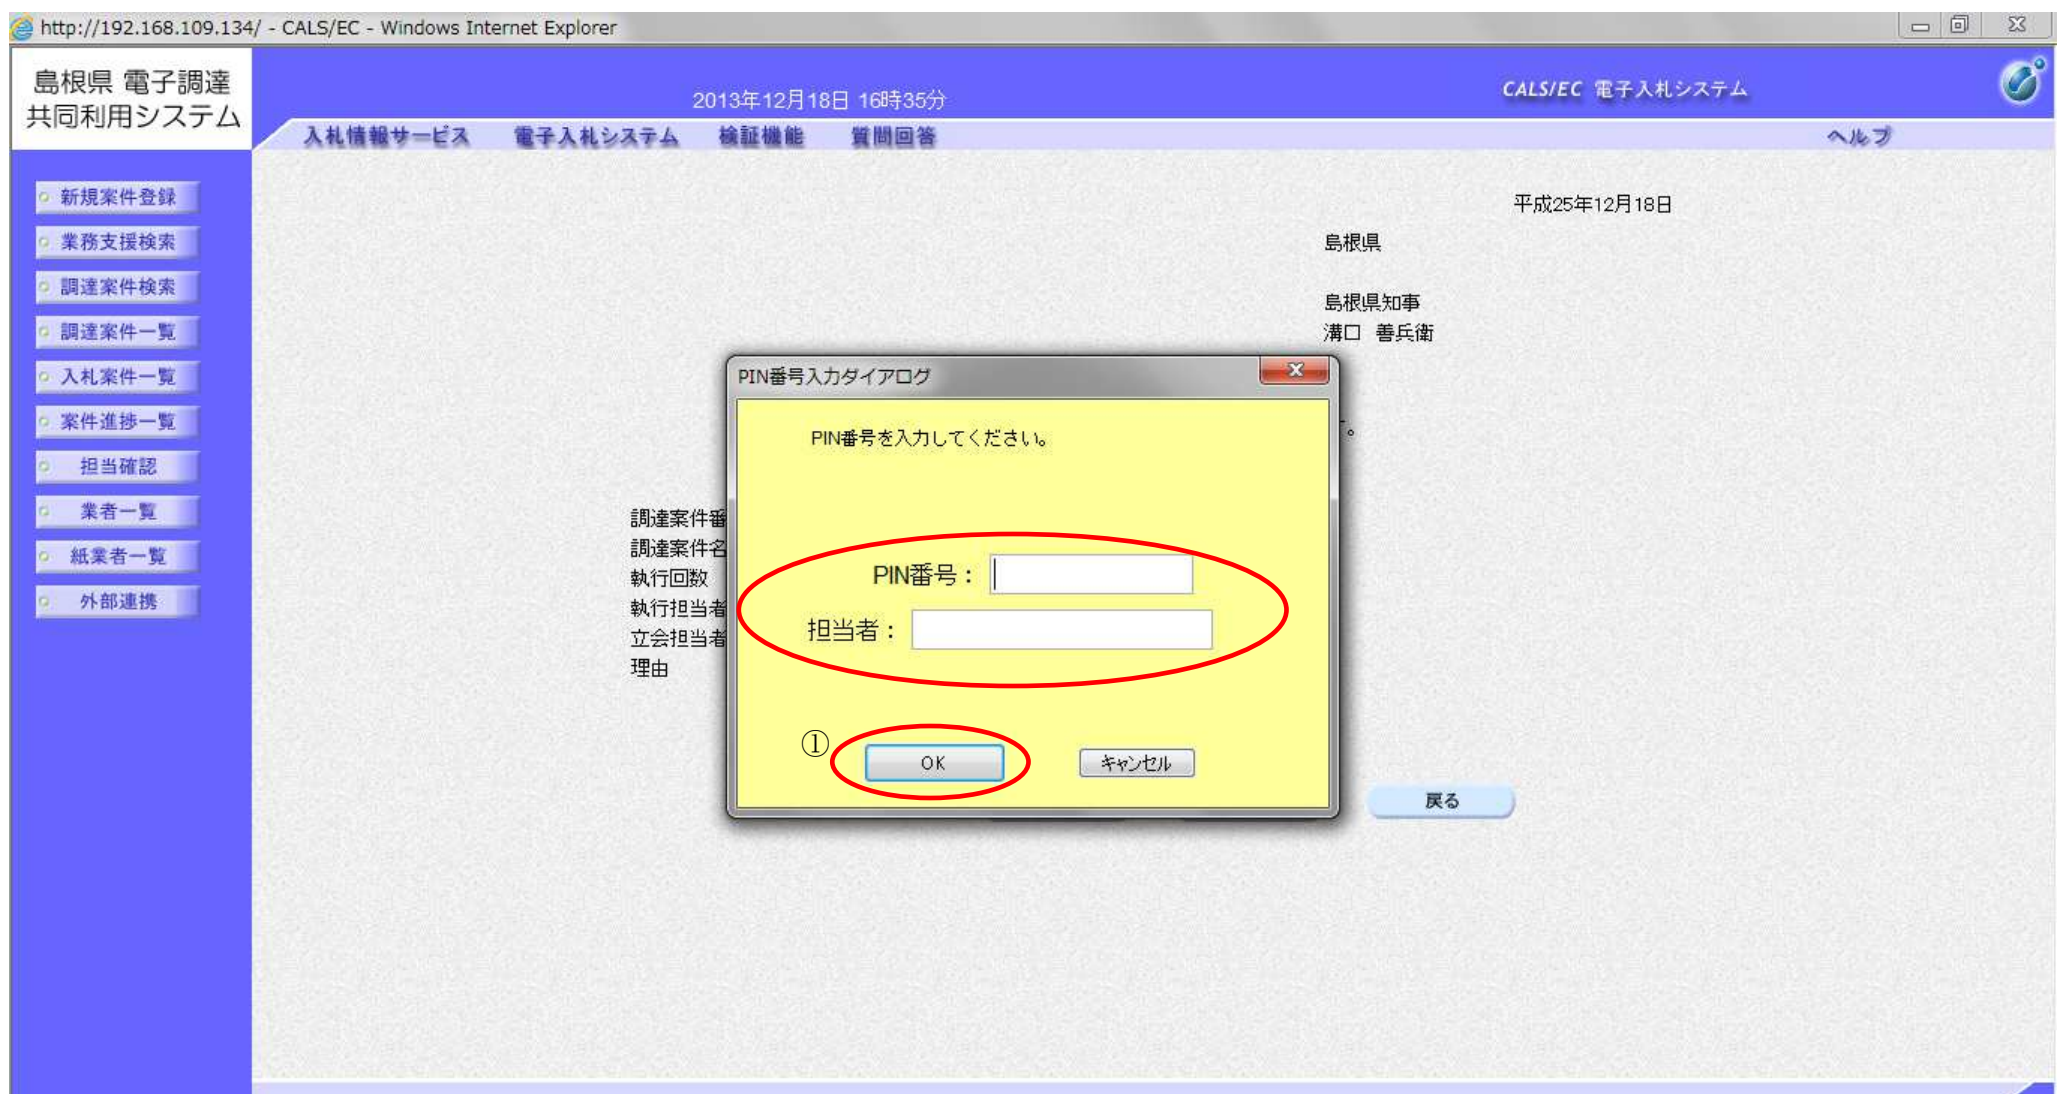 http://192.168.109.134/ - CALS/EC - Windows Internet Explorer
島根県 電子調達
共同利用システム
2013年12月18日 16時35分
CALS/EC 電子入札システム
入札情報サービス 電子入札システム 検証機能 質問回答 ヘルプ
新規案件登録
業務支援検索
調達案件検索
調達案件一覧
入札案件一覧
案件進捗一覧
担当確認
業者一覧
紙業者一覧
外部連携
平成25年12月18日
島根県
島根県知事
溝口 善兵衛
。
調達案件番
調達案件名
執行回数
執行担当者
立会担当者
理由
PIN番号入力ダイアログ
PIN番号を入力してください。
PIN番号：
担当者：
①
OK キャンセル
戻る